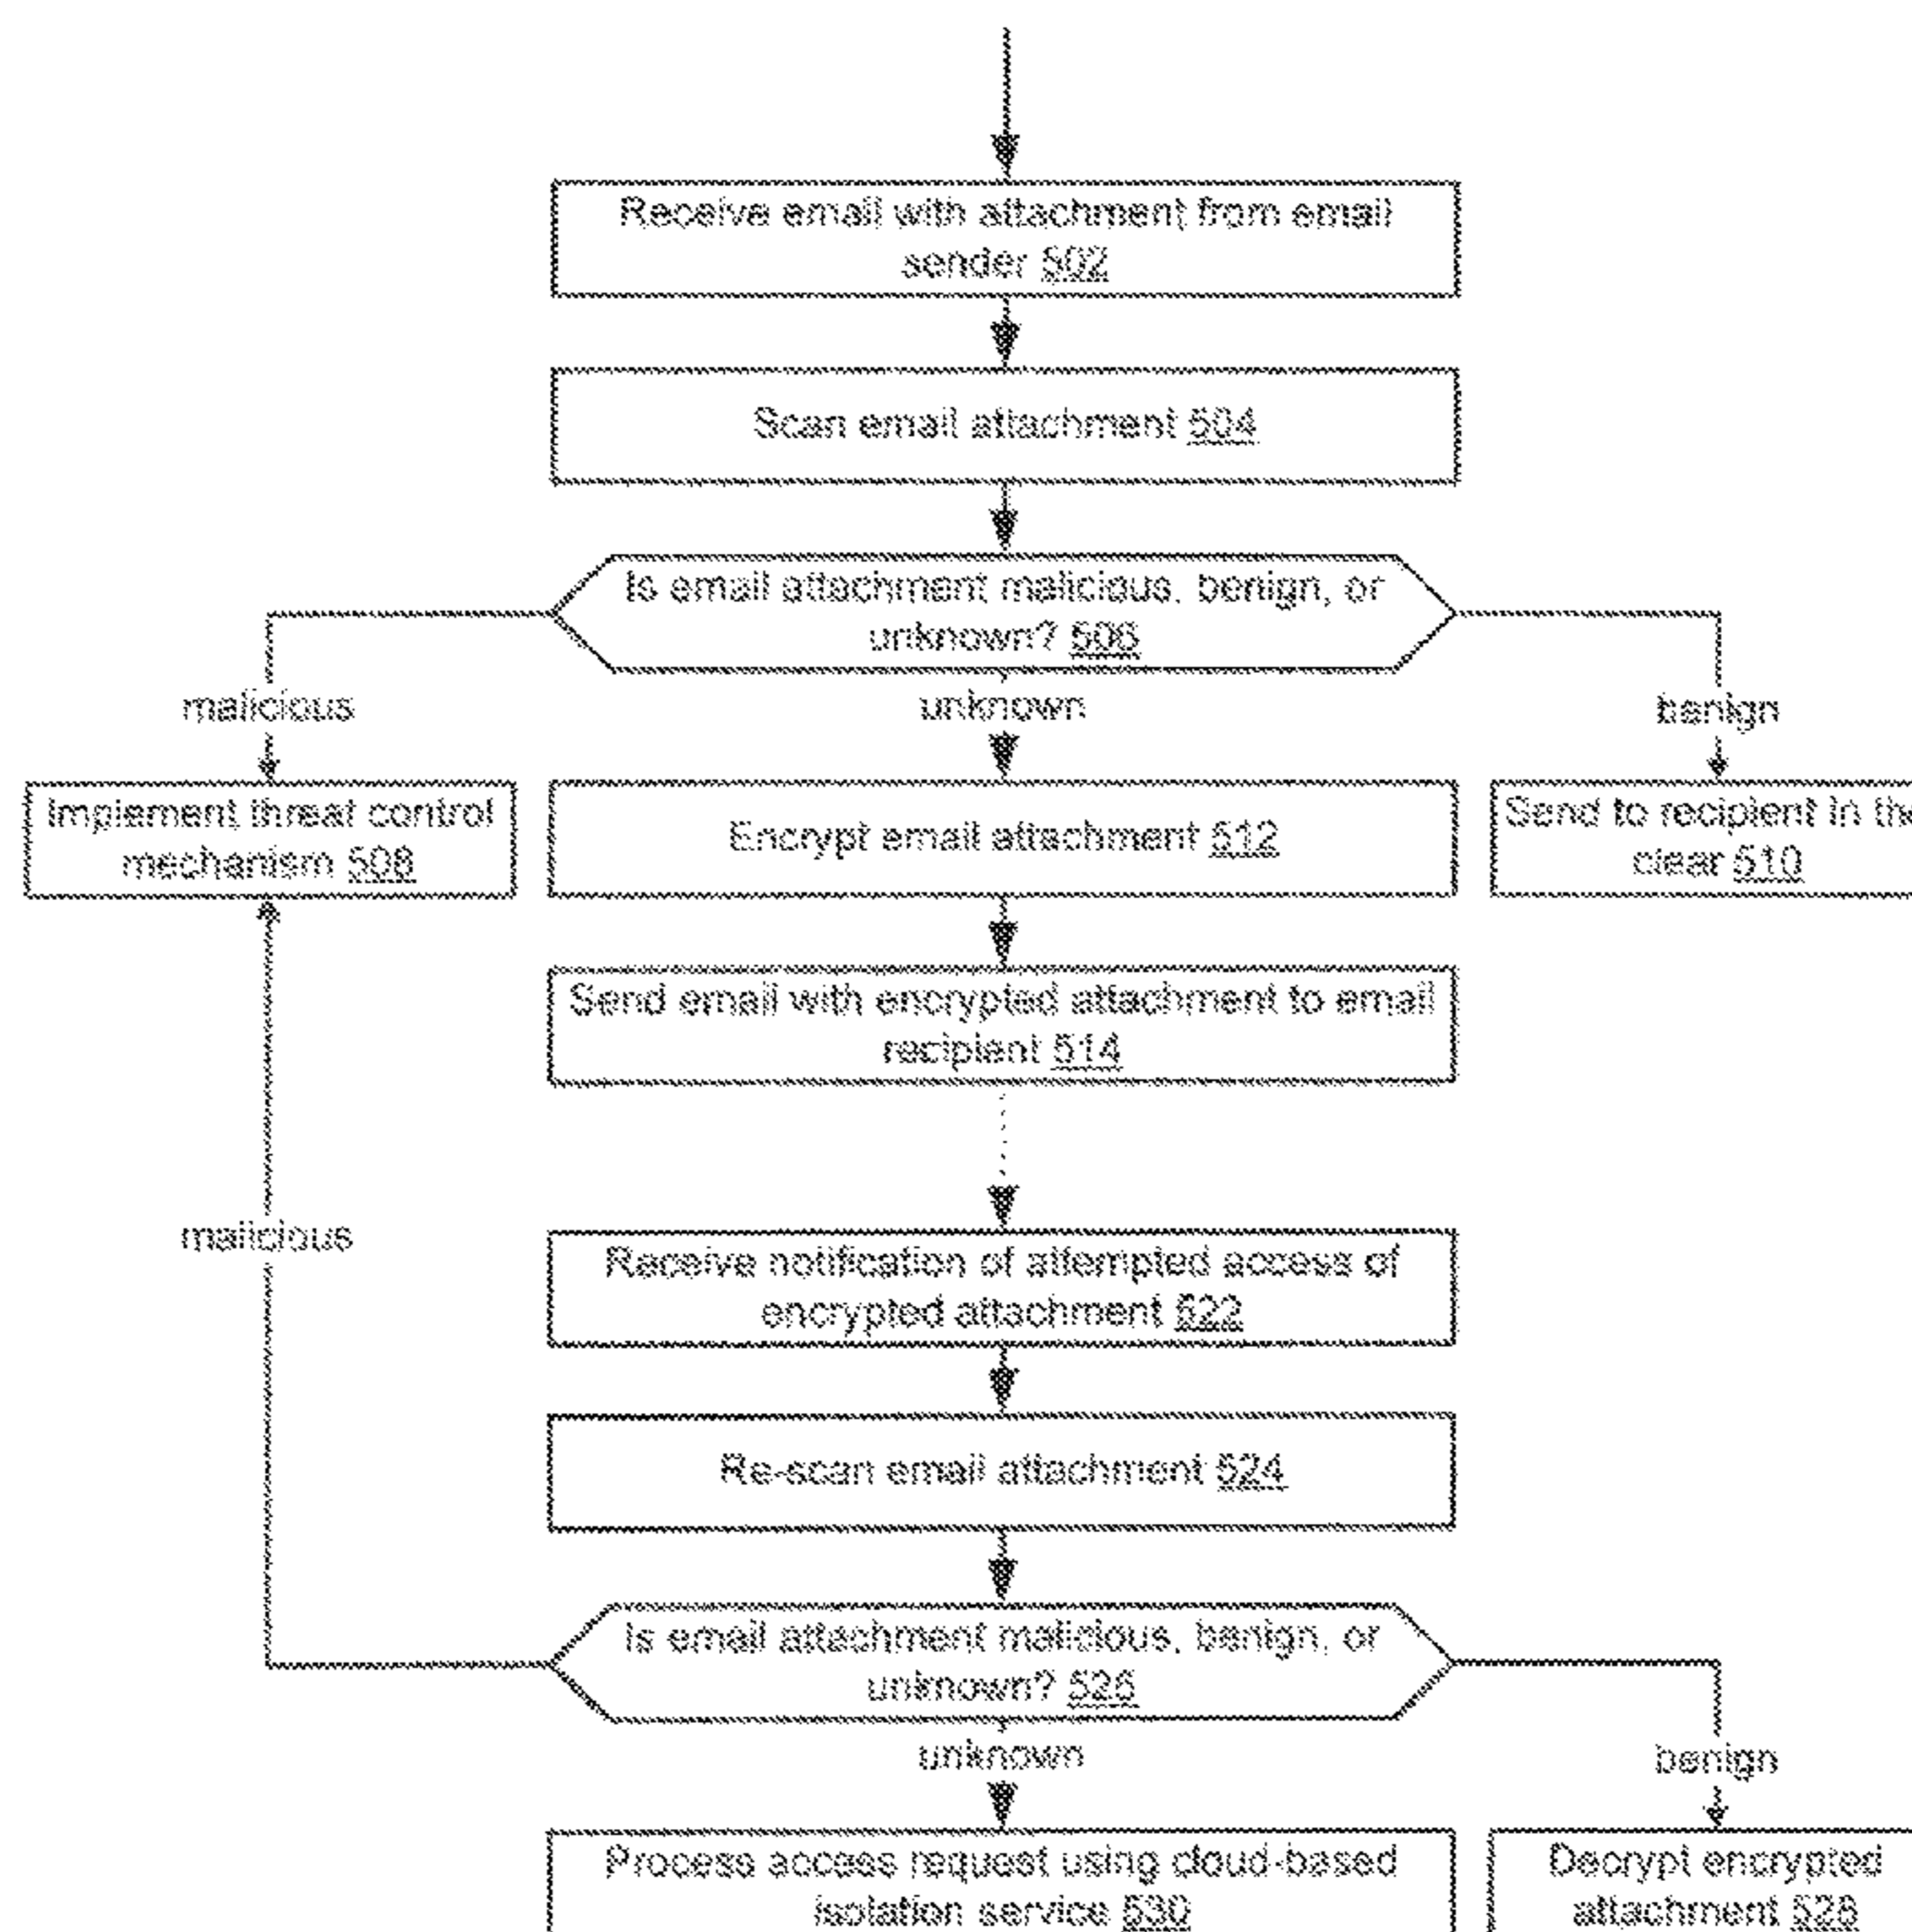 Receive email with attachment from email
sender 502
Scan email attachment 504
Is email attachment malicious, benign, or
unknown? 506
malicious
unknown
benign
Implement threat control
mechanism 508
Encrypt email attachment 512
Send to recipient in the
clear 510
Send email with encrypted attachment to email
recipient 514
malicious
Receive notification of attempted access of
encrypted attachment 522
Re-scan email attachment 524
Is email attachment malicious, benign, or
unknown? 526
unknown
benign
Process access request using cloud-based
isolation service 530
Decrypt encrypted
attachment 528